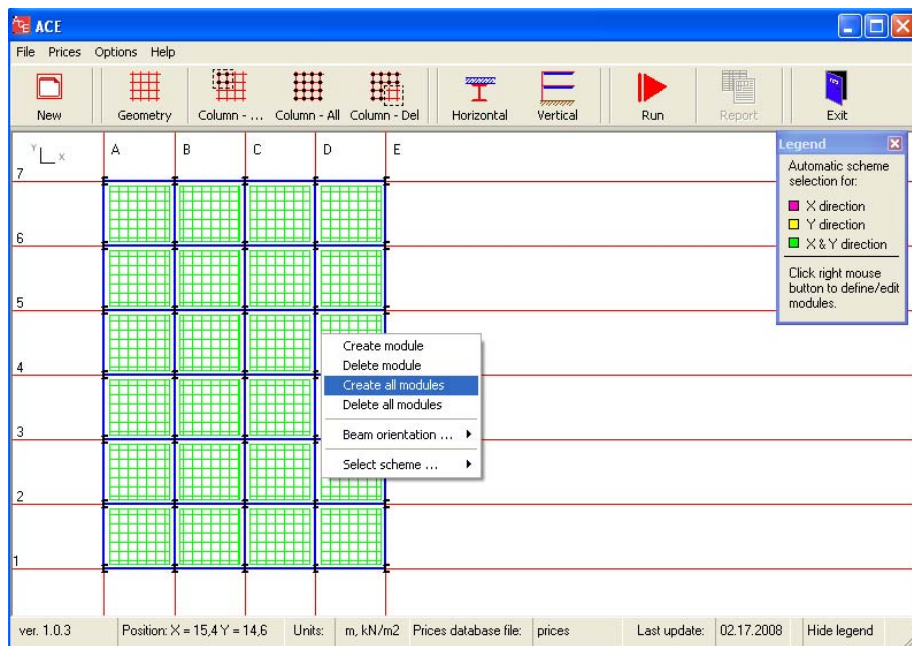 ACE
File Prices Options Help
New Geometry Column - ... Column - All Column - Del Horizontal Vertical Run Report Exit
Y X A B C D E
7
6
5
4
3
2
1
Legend
Automatic scheme
selection for:
X direction
Y direction
X & Y direction
Click right mouse
button to define/edit
modules.
Create module
Delete module
Create all modules
Delete all modules
Beam orientation ...
Select scheme ...
ver. 1.0.3 Position: X = 15,4 Y = 14,6 Units: m, kN/m2 Prices database file: prices Last update: 02.17.2008 Hide legend